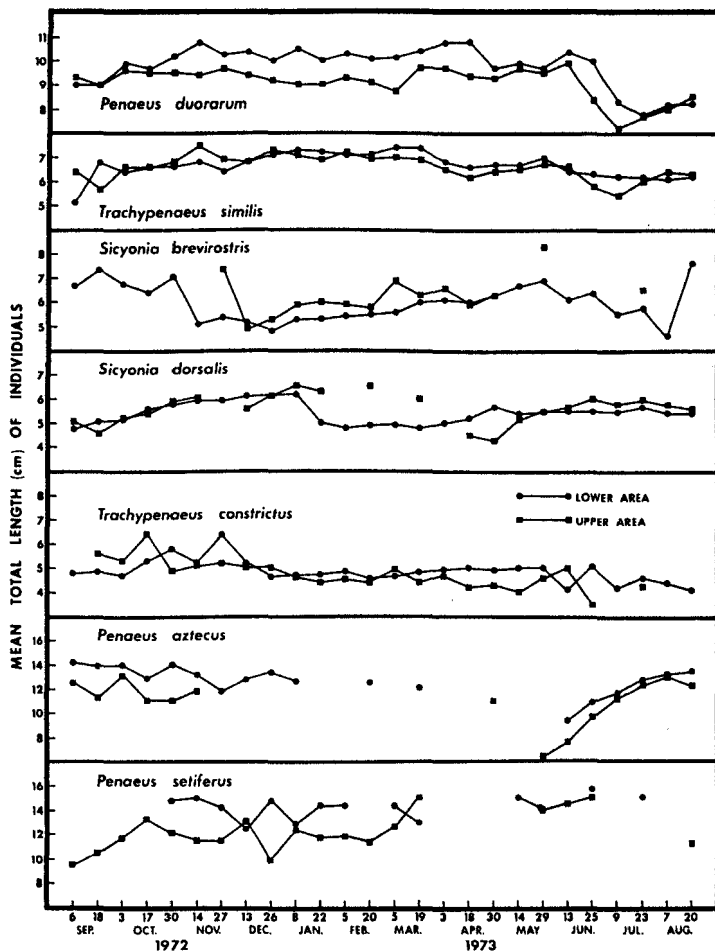 MEAN TOTAL LENGTH (cm) OF INDIVIDUALS
11
10
9
8
Penaeus duorarum
7
6
5
Trachypenaeus similis
Sicyonia brevirostris
8
7
6
5
Sicyonia dorsalis
7
6
5
4
Trachypenaeus constrictus
8
7
6
5
4
LOWER AREA
UPPER AREA
Penaeus aztecus
16
14
12
10
8
Penaeus setiferus
16
14
12
10
8
6 18 3 17 30 14 27 13 26 8 22 5 20 5 19 3 18 30 14 29 13 25 9 23 7 20
SEP. OCT. NOV. DEC. JAN. FEB. MAR. APR. MAY JUN. JUL. AUG.
1972 1973